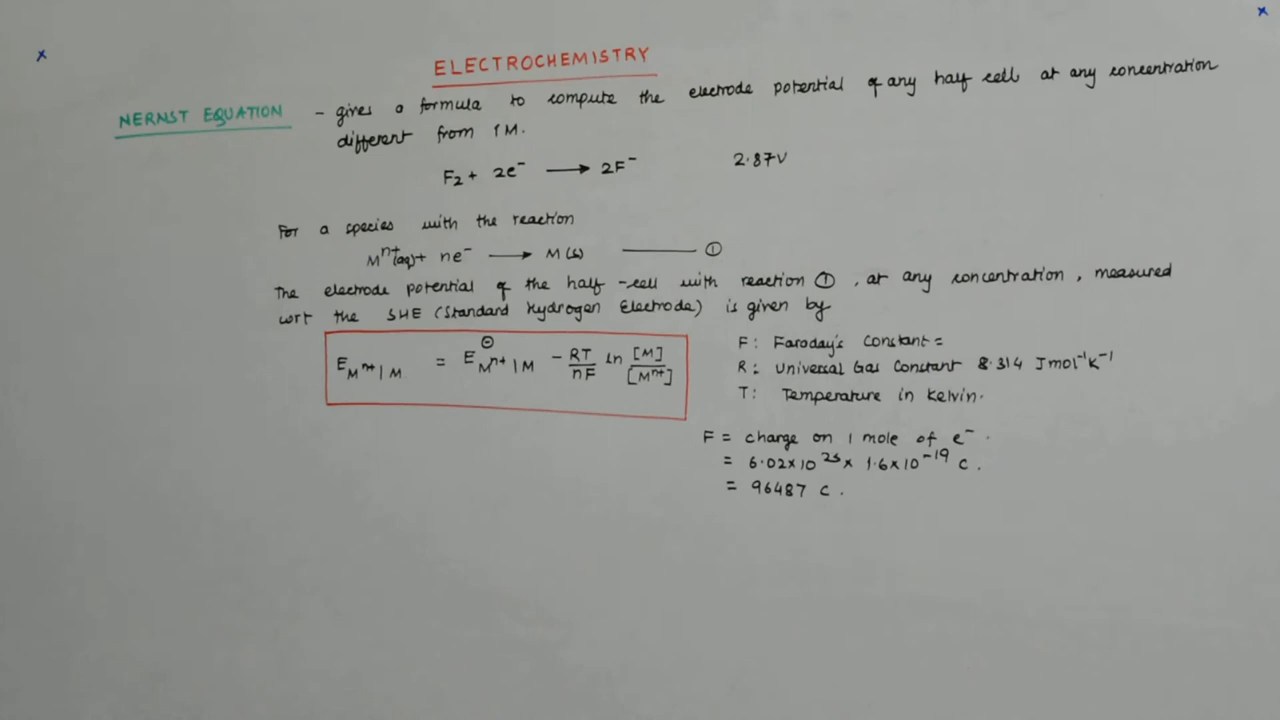 ELECTROCHEMISTRY
NERNST EQUATION - gives a formula to compute the electrode potential of any half cell at any concentration
different from 1M.
F₂ + 2e⁻ → 2F⁻ 2.87V
For a species with the reaction
Mⁿ⁺(aq) + ne⁻ → M(s) ——— ①
The electrode potential of the half-cell with reaction ①, at any concentration, measured
wrt the SHE (Standard Hydrogen Electrode) is given by
E Mⁿ⁺|M = E⊖ Mⁿ⁺|M - RT/nF ln [M]/[Mⁿ⁺]
F: Faraday's Constant =
R: Universal Gas Constant 8.314 Jmol⁻¹K⁻¹
T: Temperature in Kelvin.
F = charge on 1 mole of e⁻.
= 6.02×10²³ × 1.6×10⁻¹⁹ C.
= 96487 C.